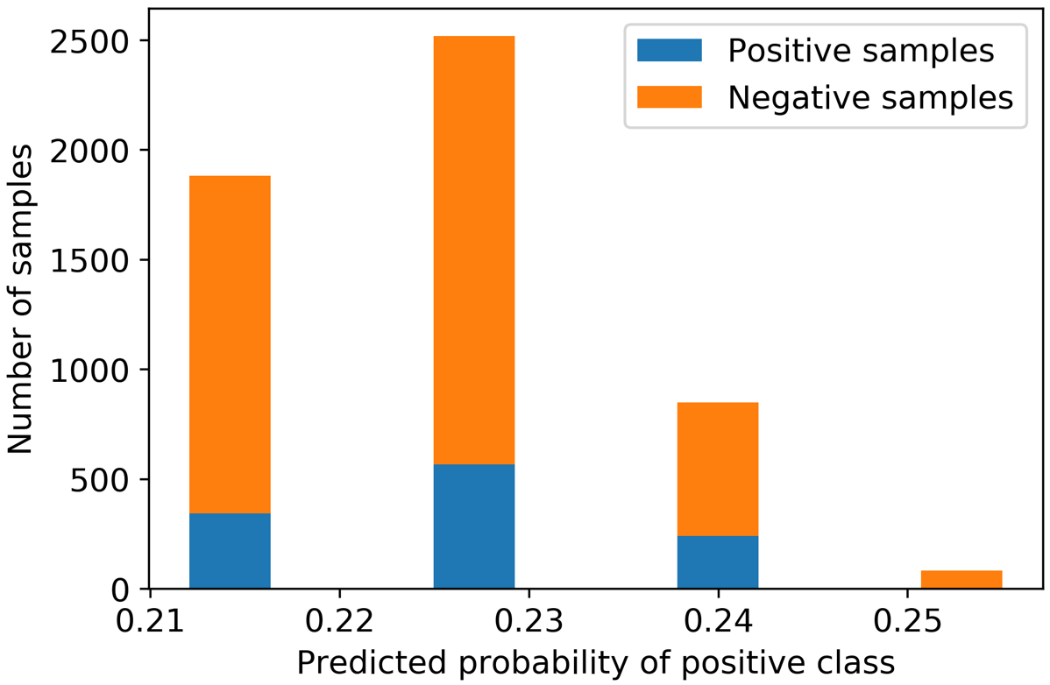 2500
2000
1500
1000
500
0
Number of samples
Positive samples
Negative samples
0.21 0.22 0.23 0.24 0.25
Predicted probability of positive class